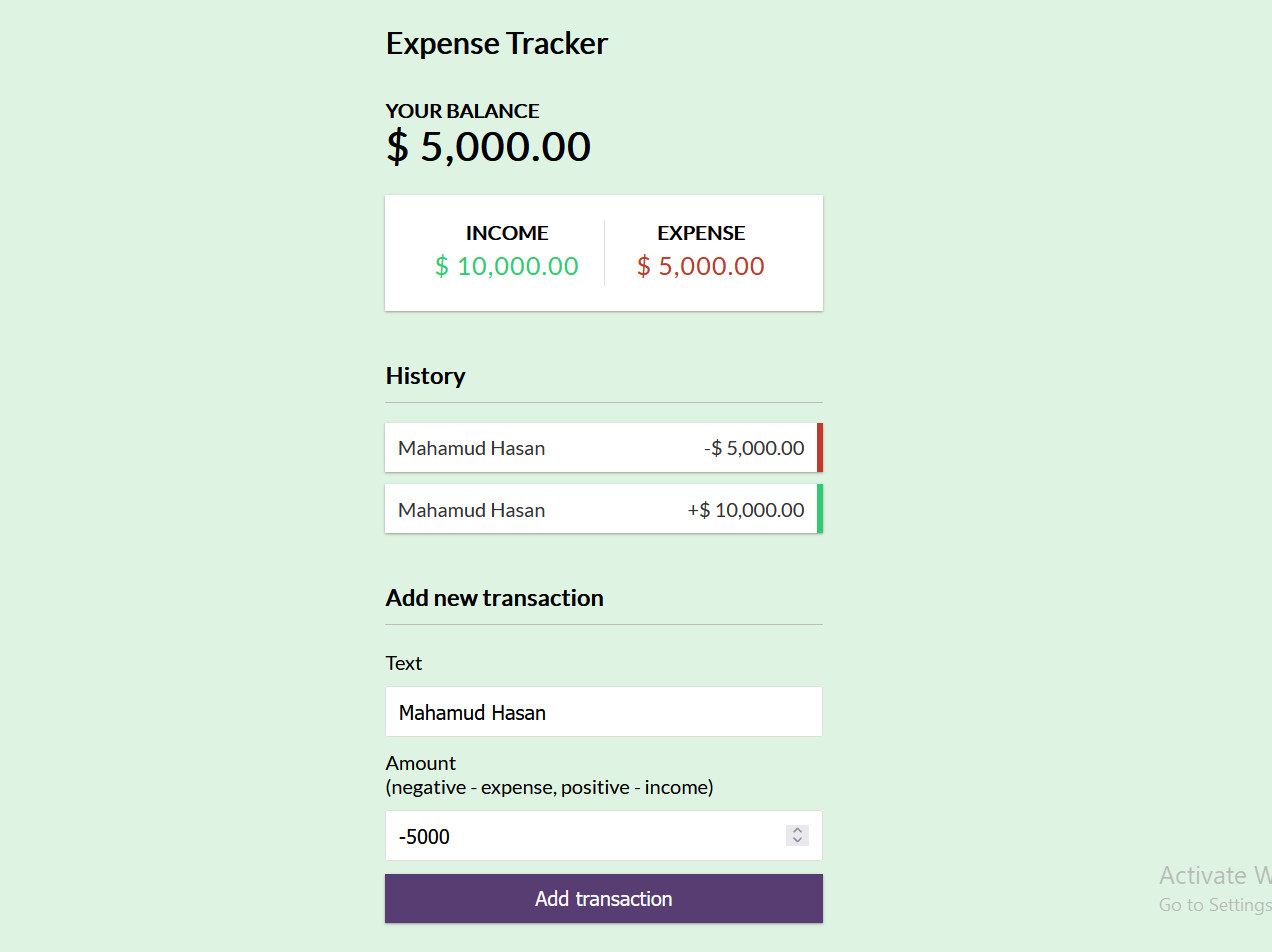 Expense Tracker
YOUR BALANCE
$ 5,000.00
INCOME EXPENSE
$ 10,000.00 $ 5,000.00
History
Mahamud Hasan -$ 5,000.00
Mahamud Hasan +$ 10,000.00
Add new transaction
Text
Mahamud Hasan
Amount
(negative - expense, positive - income)
-5000
Add transaction
Activate W
Go to Settings